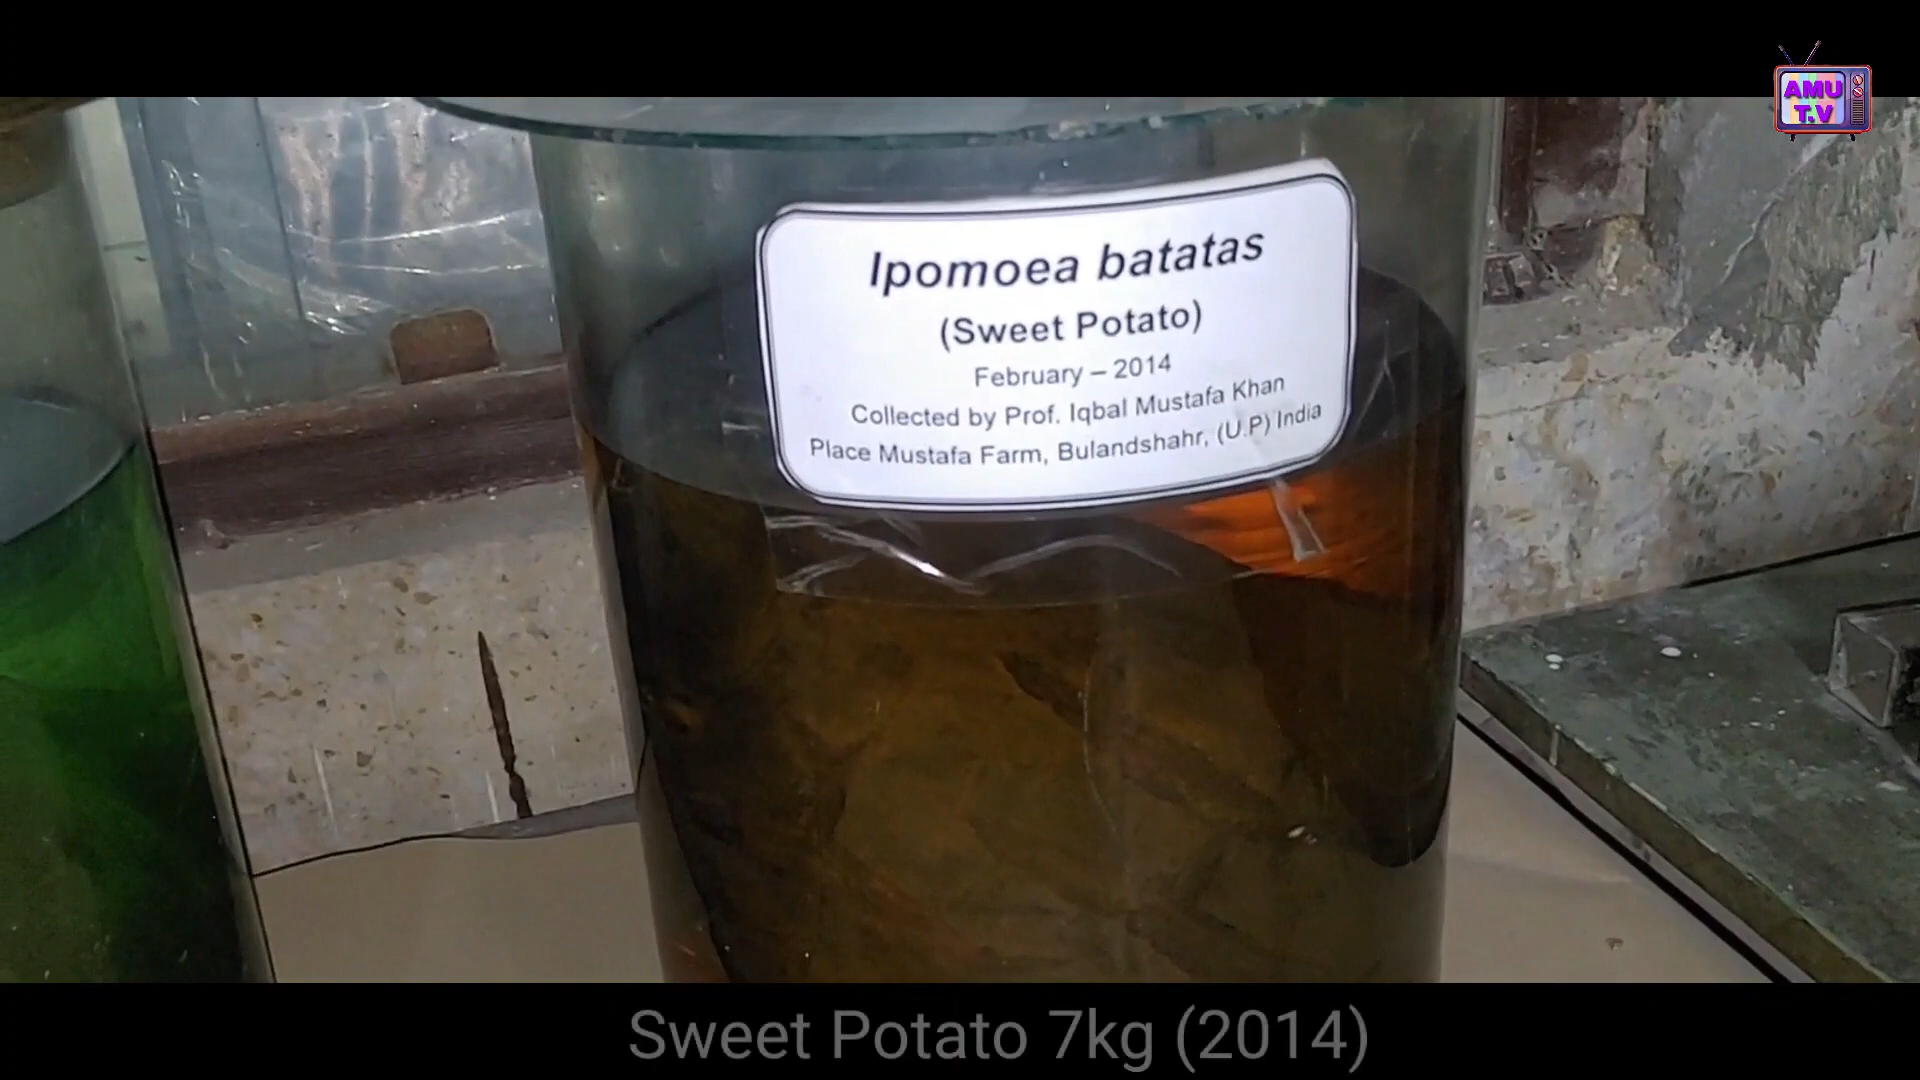 AMU
T.V
Ipomoea batatas
(Sweet Potato)
February – 2014
Collected by Prof. Iqbal Mustafa Khan
Place Mustafa Farm, Bulandshahr, (U.P) India
Sweet Potato 7kg (2014)